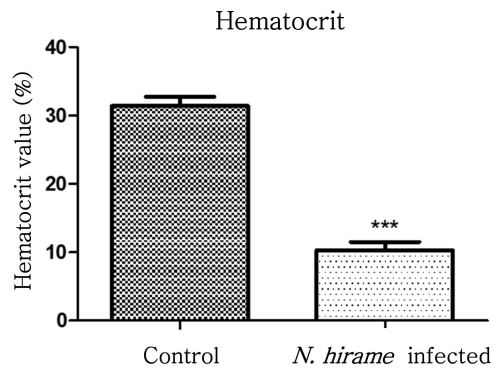 Hematocrit
Hematocrit value (%)
40
30
20
10
0
***
Control
N. hirame infected